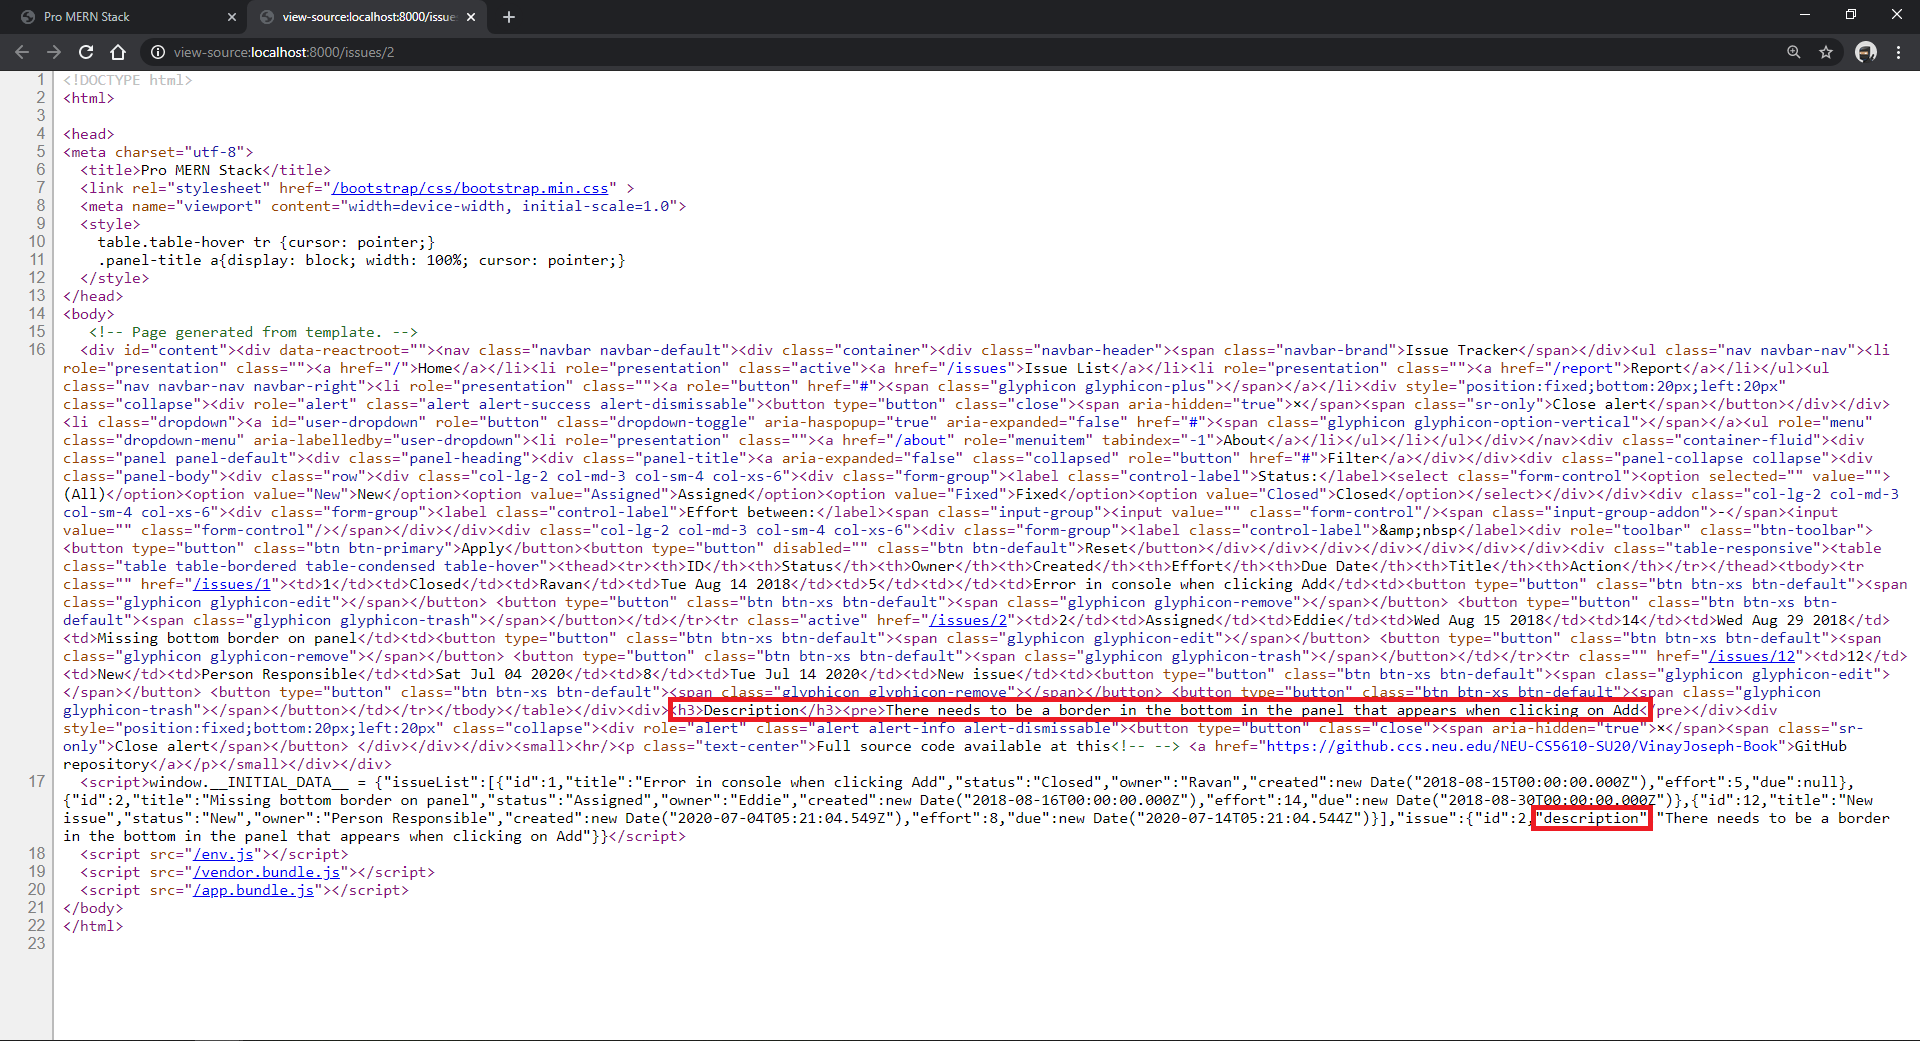 Pro MERN Stack
view-source:localhost:8000/issue
view-source:localhost:8000/issues/2
1 <!DOCTYPE html>
2 <html>
3
4 <head>
5 <meta charset="utf-8">
6 <title>Pro MERN Stack</title>
7 <link rel="stylesheet" href="/bootstrap/css/bootstrap.min.css" >
8 <meta name="viewport" content="width=device-width, initial-scale=1.0">
9 <style>
10 table.table-hover tr {cursor: pointer;}
11 .panel-title a{display: block; width: 100%; cursor: pointer;}
12 </style>
13 </head>
14 <body>
15 <!-- Page generated from template. -->
16 <div id="content"><div data-reactroot=""><nav class="navbar navbar-default"><div class="container"><div class="navbar-header"><span class="navbar-brand">Issue Tracker</span></div><ul class="nav navbar-nav"><li
role="presentation" class=""><a href="/">Home</a></li><li role="presentation" class="active"><a href="/issues">Issue List</a></li><li role="presentation" class=""><a href="/report">Report</a></li></ul><ul
class="nav navbar-nav navbar-right"><li role="presentation" class=""><a role="button" href="#"><span class="glyphicon glyphicon-plus"></span></a></li><div style="position:fixed;bottom:20px;left:20px"
class="collapse"><div role="alert" class="alert alert-success alert-dismissable"><button type="button" class="close"><span aria-hidden="true">×</span><span class="sr-only">Close alert</span></button></div></div>
<li class="dropdown"><a id="user-dropdown" role="button" class="dropdown-toggle" aria-haspopup="true" aria-expanded="false" href="#"><span class="glyphicon glyphicon-option-vertical"></span></a><ul role="menu"
class="dropdown-menu" aria-labelledby="user-dropdown"><li role="presentation" class=""><a href="/about" role="menuitem" tabindex="-1">About</a></li></ul></li></ul></div></nav><div class="container-fluid"><div
class="panel panel-default"><div class="panel-heading"><div class="panel-title"><a aria-expanded="false" class="collapsed" role="button" href="#">Filter</a></div></div><div class="panel-collapse collapse"><div
class="panel-body"><div class="row"><div class="col-lg-2 col-md-3 col-sm-4 col-xs-6"><div class="form-group"><label class="control-label">Status:</label><select class="form-control"><option selected="" value="">
(All)</option><option value="New">New</option><option value="Assigned">Assigned</option><option value="Fixed">Fixed</option><option value="Closed">Closed</option></select></div></div><div class="col-lg-2 col-md-3
col-sm-4 col-xs-6"><div class="form-group"><label class="control-label">Effort between:</label><span class="input-group"><input value="" class="form-control"/><span class="input-group-addon">-</span><input
value="" class="form-control"/></span></div></div><div class="col-lg-2 col-md-3 col-sm-4 col-xs-6"><div class="form-group"><label class="control-label">&amp;nbsp</label><div role="toolbar" class="btn-toolbar">
<button type="button" class="btn btn-primary">Apply</button><button type="button" disabled="" class="btn btn-default">Reset</button></div></div></div></div></div></div></div><div class="table-responsive"><table
class="table table-bordered table-condensed table-hover"><thead><tr><th>ID</th><th>Status</th><th>Owner</th><th>Created</th><th>Effort</th><th>Due Date</th><th>Title</th><th>Action</th></tr></thead><tbody><tr
class="" href="/issues/1"><td>1</td><td>Closed</td><td>Ravan</td><td>Tue Aug 14 2018</td><td>5</td><td></td><td>Error in console when clicking Add</td><td><button type="button" class="btn btn-xs btn-default"><span
class="glyphicon glyphicon-edit"></span></button> <button type="button" class="btn btn-xs btn-default"><span class="glyphicon glyphicon-remove"></span></button> <button type="button" class="btn btn-xs btn-
default"><span class="glyphicon glyphicon-trash"></span></button></td></tr><tr class="active" href="/issues/2"><td>2</td><td>Assigned</td><td>Eddie</td><td>Wed Aug 15 2018</td><td>14</td><td>Wed Aug 29 2018</td>
<td>Missing bottom border on panel</td><td><button type="button" class="btn btn-xs btn-default"><span class="glyphicon glyphicon-edit"></span></button> <button type="button" class="btn btn-xs btn-default"><span
class="glyphicon glyphicon-remove"></span></button> <button type="button" class="btn btn-xs btn-default"><span class="glyphicon glyphicon-trash"></span></button></td></tr><tr class="" href="/issues/12"><td>12</td>
<td>New</td><td>Person Responsible</td><td>Sat Jul 04 2020</td><td>8</td><td>Tue Jul 14 2020</td><td>New issue</td><td><button type="button" class="btn btn-xs btn-default"><span class="glyphicon glyphicon-edit">
</span></button> <button type="button" class="btn btn-xs btn-default"><span class="glyphicon glyphicon-remove"></span></button> <button type="button" class="btn btn-xs btn-default"><span class="glyphicon
glyphicon-trash"></span></button></td></tr></tbody></table></div><div><h3>Description</h3><pre>There needs to be a border in the bottom in the panel that appears when clicking on Add</pre></div><div
style="position:fixed;bottom:20px;left:20px" class="collapse"><div role="alert" class="alert alert-info alert-dismissable"><button type="button" class="close"><span aria-hidden="true">×</span><span class="sr-
only">Close alert</span></button> </div></div></div><small><hr/><p class="text-center">Full source code available at this<!-- --> <a href="https://github.ccs.neu.edu/NEU-CS5610-SU20/VinayJoseph-Book">GitHub
repository</a></p></small></div></div>
17 <script>window.__INITIAL_DATA__ = {"issueList":[{"id":1,"title":"Error in console when clicking Add","status":"Closed","owner":"Ravan","created":new Date("2018-08-15T00:00:00.000Z"),"effort":5,"due":null},
{"id":2,"title":"Missing bottom border on panel","status":"Assigned","owner":"Eddie","created":new Date("2018-08-16T00:00:00.000Z"),"effort":14,"due":new Date("2018-08-30T00:00:00.000Z")},{"id":12,"title":"New
issue","status":"New","owner":"Person Responsible","created":new Date("2020-07-04T05:21:04.549Z"),"effort":8,"due":new Date("2020-07-14T05:21:04.544Z")}],"issue":{"id":2,"description" "There needs to be a border
in the bottom in the panel that appears when clicking on Add"}}</script>
18 <script src="/env.js"></script>
19 <script src="/vendor.bundle.js"></script>
20 <script src="/app.bundle.js"></script>
21 </body>
22 </html>
23